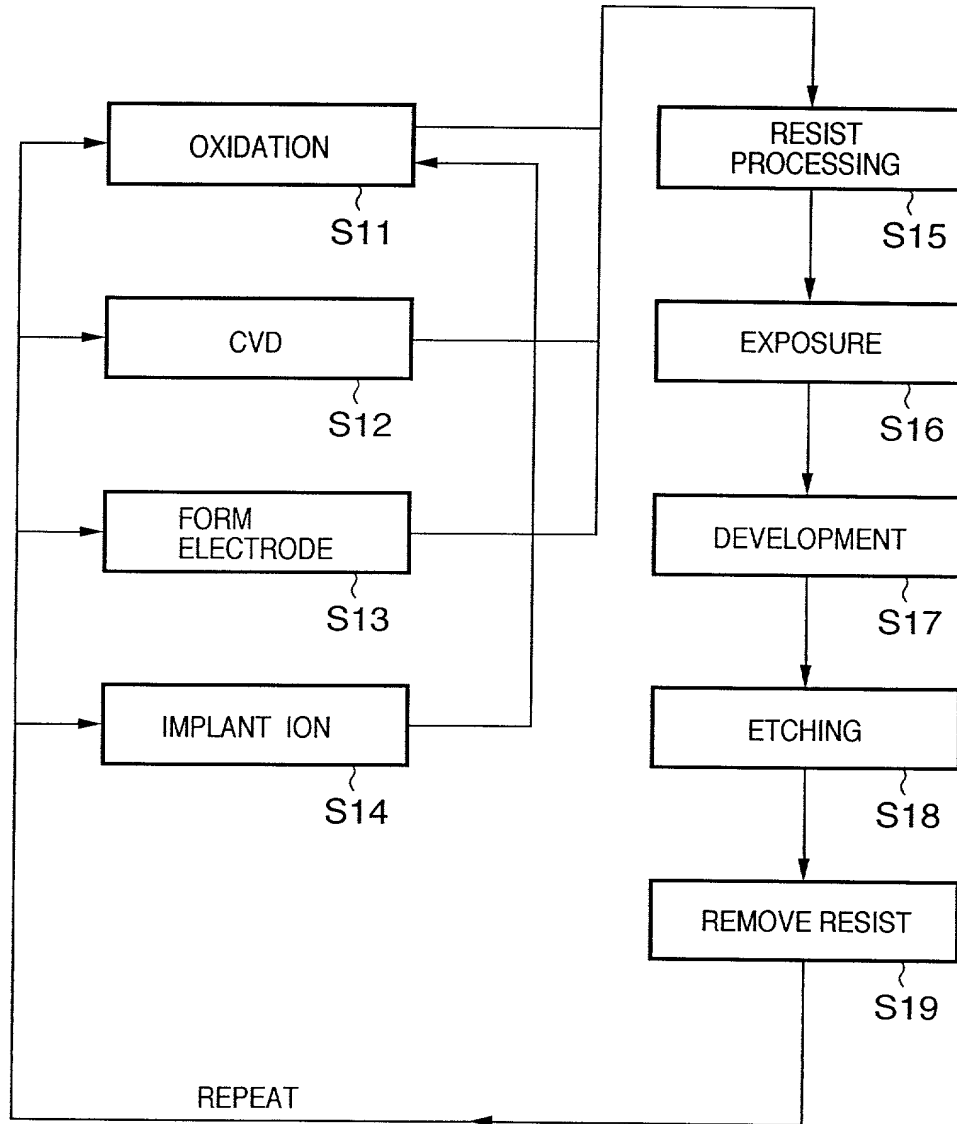 OXIDATION
S11
CVD
S12
FORM
ELECTRODE
S13
IMPLANT ION
S14
RESIST
PROCESSING
S15
EXPOSURE
S16
DEVELOPMENT
S17
ETCHING
S18
REMOVE RESIST
S19
REPEAT